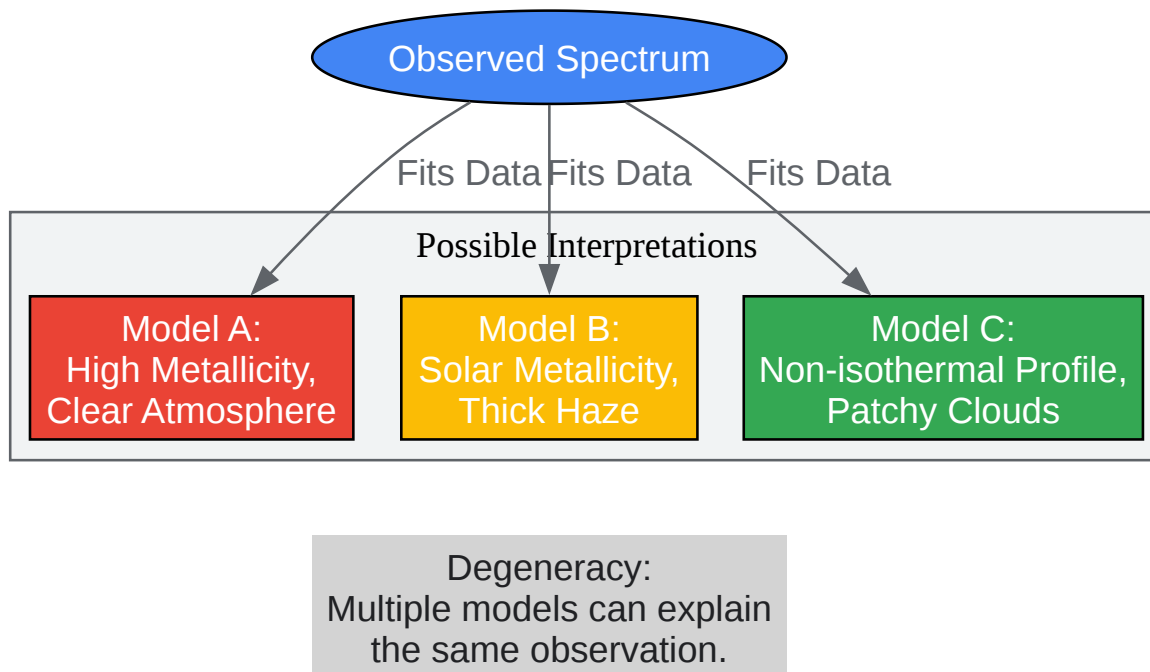 Observed Spectrum
Fits Data
Fits Data
Fits Data
Possible Interpretations
Model A:
High Metallicity,
Clear Atmosphere
Model B:
Solar Metallicity,
Thick Haze
Model C:
Non-isothermal Profile,
Patchy Clouds
Degeneracy:
Multiple models can explain
the same observation.